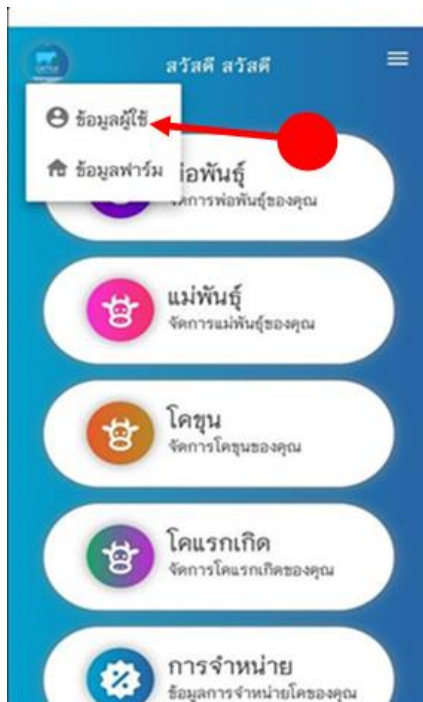 สวัสดี สวัสดี
ข้อมูลผู้ใช้
ข้อมูลฟาร์ม
พ่อพันธุ์
จัดการพ่อพันธุ์ของคุณ
แม่พันธุ์
จัดการแม่พันธุ์ของคุณ
โคขุน
จัดการโคขุนของคุณ
โคแรกเกิด
จัดการโคแรกเกิดของคุณ
การจำหน่าย
ข้อมูลการจำหน่ายโคของคุณ